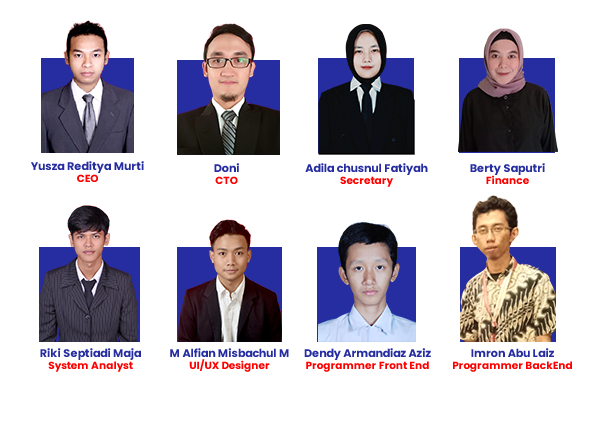 Yusza Reditya Murti
CEO
Doni
CTO
Adila chusnul Fatiyah
Secretary
Berty Saputri
Finance
Riki Septiadi Maja
System Analyst
M Alfian Misbachul M
UI/UX Designer
Dendy Armandiaz Aziz
Programmer Front End
Imron Abu Laiz
Programmer BackEnd